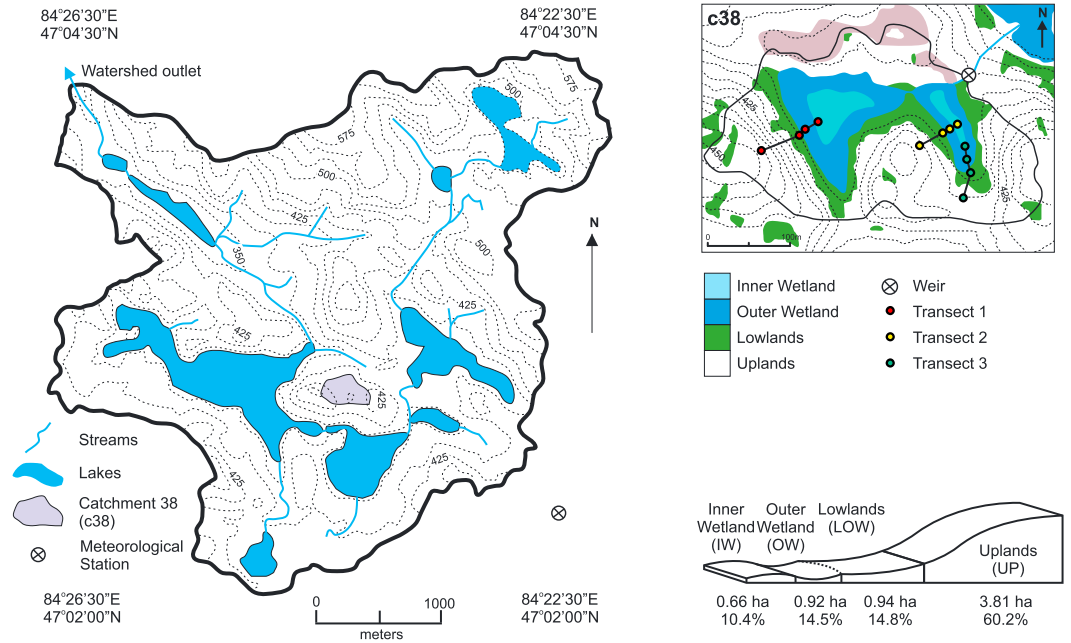 84°26'30"E
47°04'30"N
84°22'30"E
47°04'30"N
Watershed outlet
500
575
575
500
425
350
500
425
425
425
425
425
N
Streams
Lakes
Catchment 38
(c38)
Meteorological
Station
84°26'30"E
47°02'00"N
0 1000
meters
84°22'30"E
47°02'00"N
c38
N
425
450
425
0 100m
Inner Wetland
Outer Wetland
Lowlands
Uplands
Weir
Transect 1
Transect 2
Transect 3
Inner
Wetland
(IW)
Outer
Wetland
(OW)
Lowlands
(LOW)
Uplands
(UP)
0.66 ha 0.92 ha 0.94 ha 3.81 ha
10.4% 14.5% 14.8% 60.2%